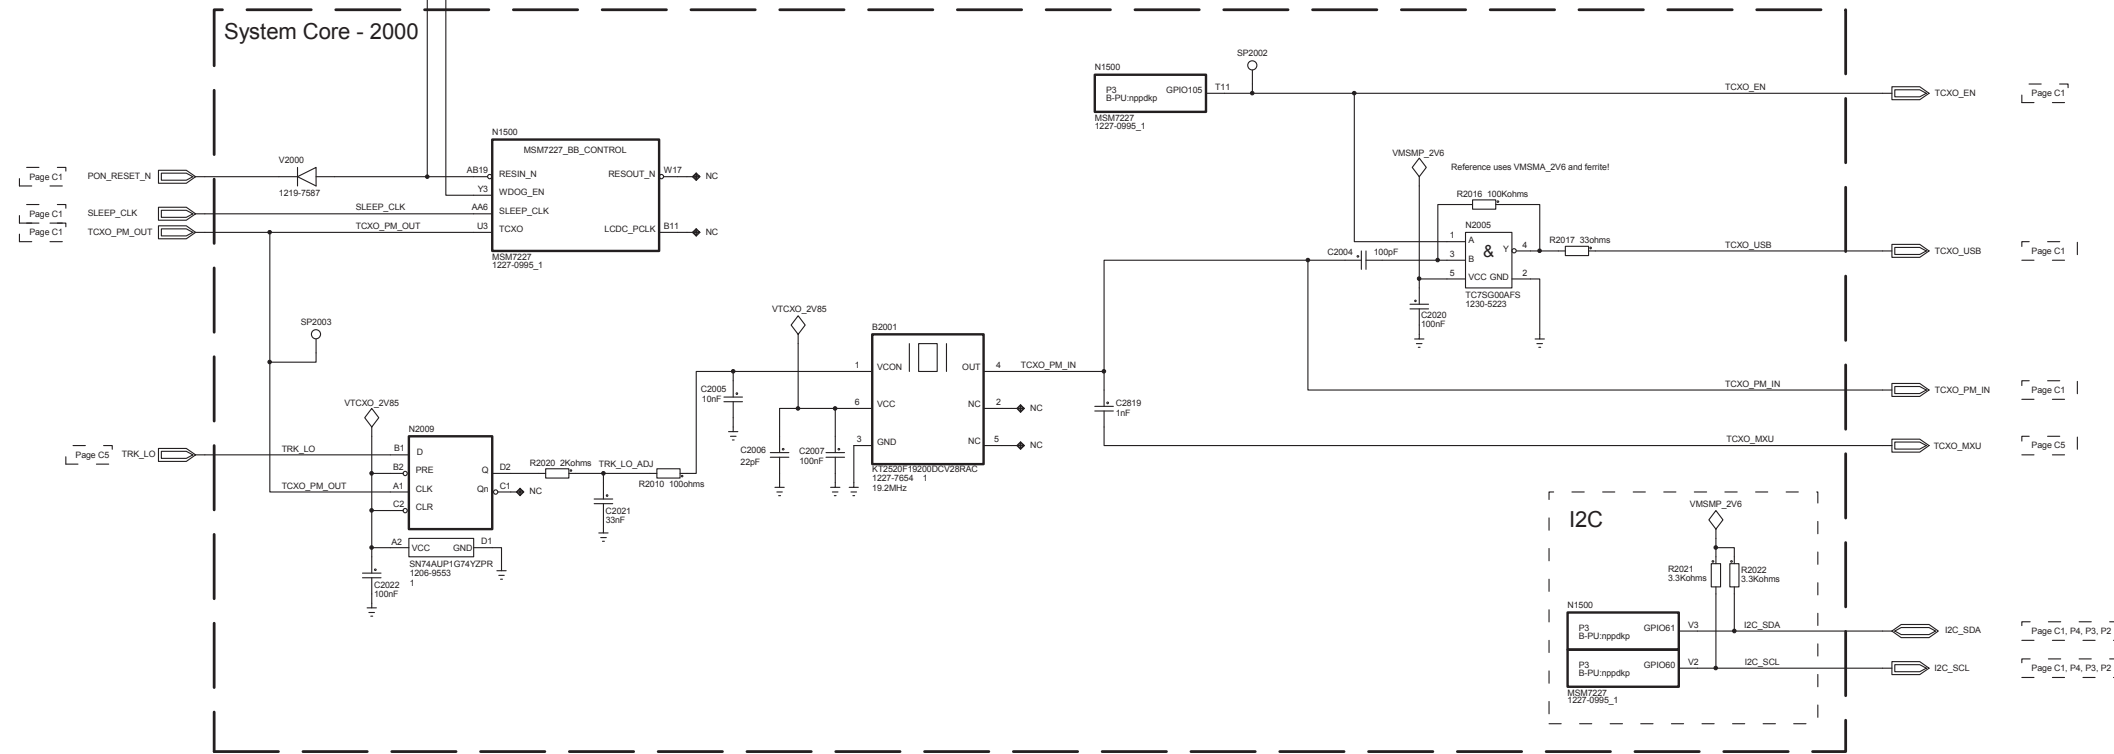 System Core - 2000
SP2002
N1500
P3
B-PU:nppdkp
GPIO105
T11
MSM7227
1227-0995_1
TCXO_EN
TCXO_EN
Page C1
N1500
MSM7227_BB_CONTROL
Page C1
PON_RESET_N
V2000
1219-7587
AB19
RESIN_N
RESOUT_N
W17
NC
Y3
WDOG_EN
Page C1
SLEEP_CLK
SLEEP_CLK
AA6
SLEEP_CLK
Page C1
TCXO_PM_OUT
TCXO_PM_OUT
U3
TCXO
LCDC_PCLK
B11
NC
MSM7227
1227-0995_1
VMSMP_2V6
Reference uses VMSMA_2V6 and ferrite!
R2016 100Kohms
N2005
1
A
&
Y
4
R2017 33ohms
TCXO_USB
TCXO_USB
Page C1
C2004
100pF
3
B
5
VCC GND
2
TC7SG00AFS
1230-5223
C2020
100nF
SP2003
VTCXO_2V85
B2001
1
VCON
OUT
4
TCXO_PM_IN
6
VCC
NC
2
NC
3
GND
NC
5
NC
KT2520F19200DCV28RAC
1227-7654 1
19.2MHz
C2005
10nF
C2006
22pF
C2007
100nF
C2819
1nF
TCXO_PM_IN
TCXO_PM_IN
Page C1
TCXO_MXU
TCXO_MXU
Page C5
VTCXO_2V85
N2009
Page C5
TRK_LO
TRK_LO
B1
D
B2
PRE
Q
D2
R2020 2Kohms
TRK_LO_ADJ
R2010 100ohms
TCXO_PM_OUT
A1
CLK
Qn
C1
NC
C2
CLR
C2021
33nF
A2
VCC
GND
D1
SN74AUP1G74YZPR
1206-9553
1
C2022
100nF
I2C
VMSMP_2V6
R2021
3.3Kohms
R2022
3.3Kohms
N1500
P3
B-PU:nppdkp
GPIO61
V3
I2C_SDA
I2C_SDA
Page C1, P4, P3, P2
P3
B-PU:nppdkp
GPIO60
V2
I2C_SCL
I2C_SCL
Page C1, P4, P3, P2
MSM7227
1227-0995_1